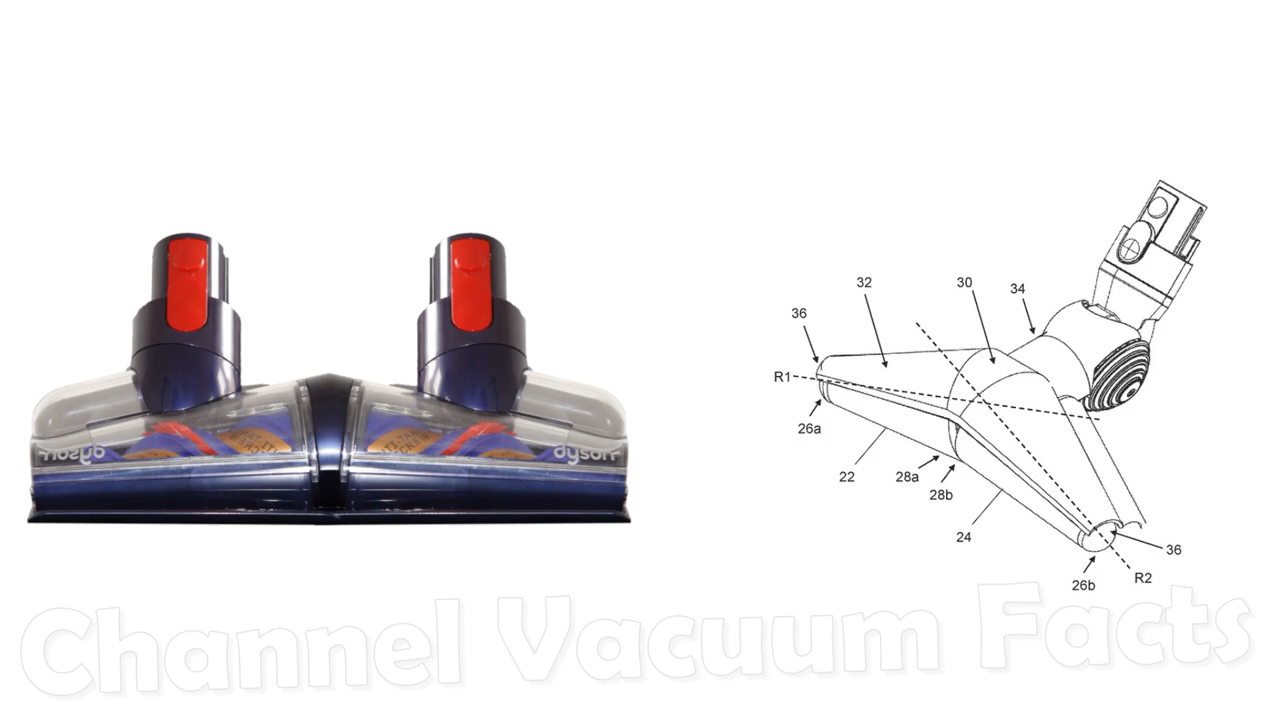 dyson
dyson
32
30
34
36
R1
26a
22
28a
28b
24
36
26b
R2
Channel Vacuum Facts